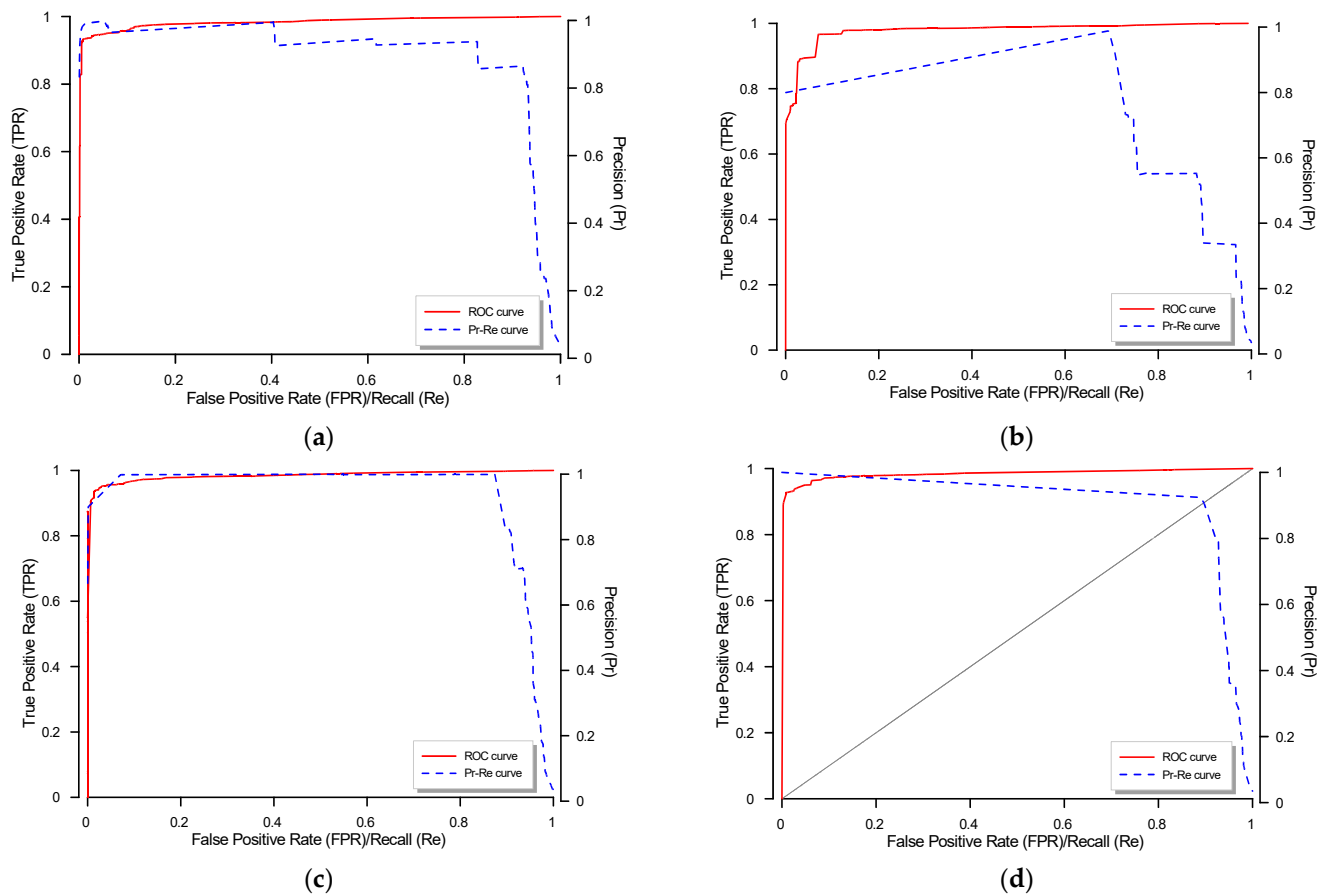 1
0.8
0.6
0.4
0.2
0
True Positive Rate (TPR)
1
0.8
0.6
0.4
0.2
0
Precision (Pr)
ROC curve
Pr-Re curve
0 0.2 0.4 0.6 0.8 1
False Positive Rate (FPR)/Recall (Re)
(a)
1
0.8
0.6
0.4
0.2
0
True Positive Rate (TPR)
1
0.8
0.6
0.4
0.2
0
Precision (Pr)
ROC curve
Pr-Re curve
0 0.2 0.4 0.6 0.8 1
False Positive Rate (FPR)/Recall (Re)
(b)
1
0.8
0.6
0.4
0.2
0
True Positive Rate (TPR)
1
0.8
0.6
0.4
0.2
0
Precision (Pr)
ROC curve
Pr-Re curve
0 0.2 0.4 0.6 0.8 1
False Positive Rate (FPR)/Recall (Re)
(c)
1
0.8
0.6
0.4
0.2
0
True Positive Rate (TPR)
1
0.8
0.6
0.4
0.2
0
Precision (Pr)
ROC curve
Pr-Re curve
0 0.2 0.4 0.6 0.8 1
False Positive Rate (FPR)/Recall (Re)
(d)